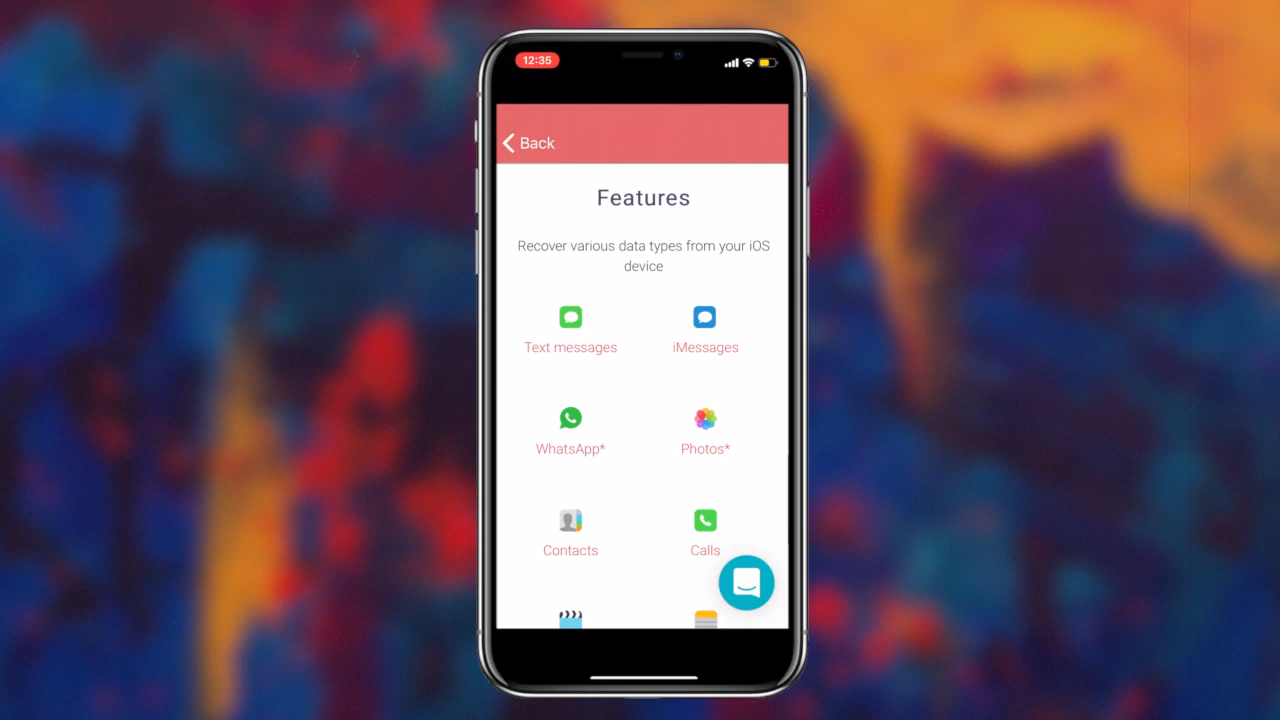 12:35
Back
Features
Recover various data types from your iOS
device
Text messages
iMessages
WhatsApp*
Photos*
Contacts
Calls